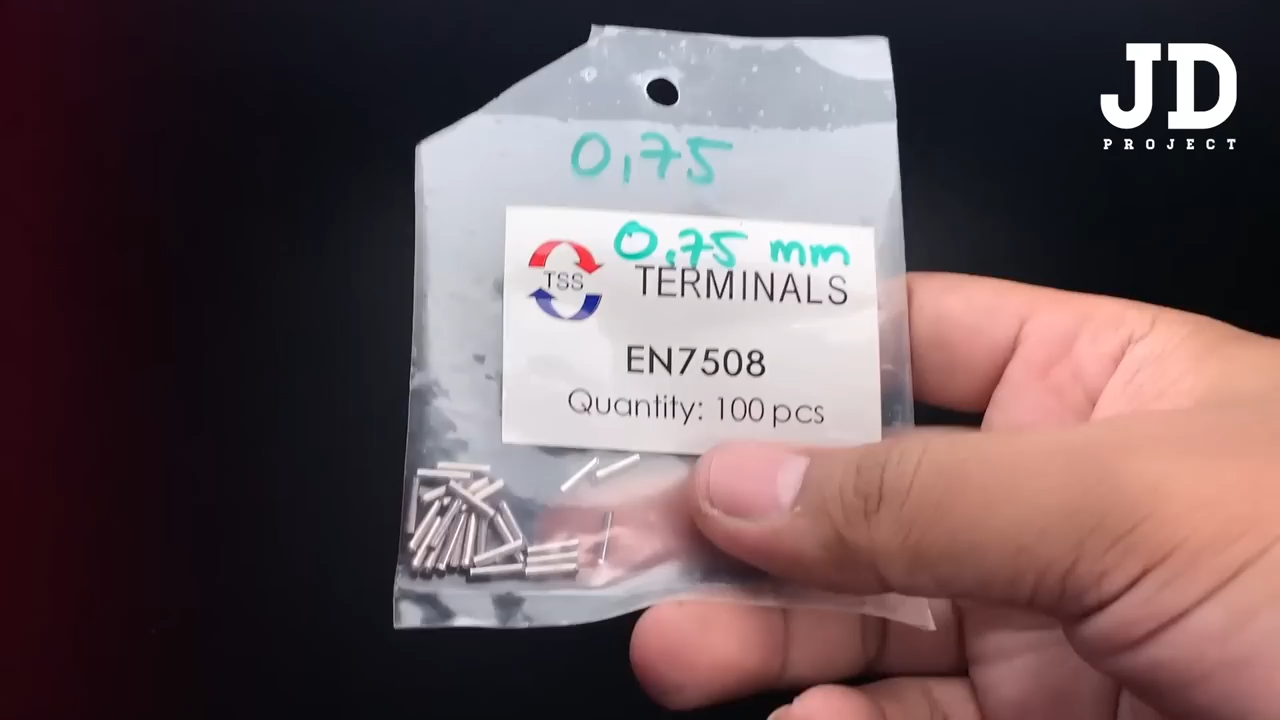 JD
PROJECT
0,75
0,75 mm
TSS
TERMINALS
EN7508
Quantity: 100 pcs